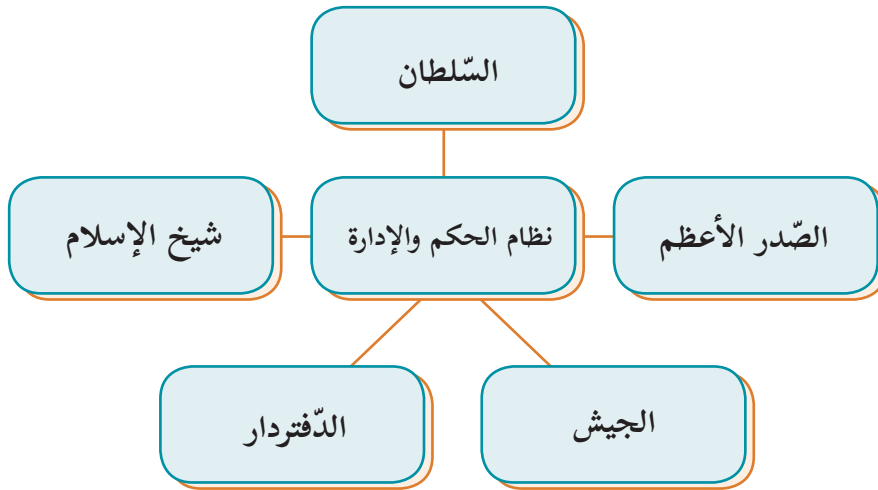 السّلطان
الصّدر الأعظم
نظام الحكم والإدارة
شيخ الإسلام
الجيش
الدّفتردار